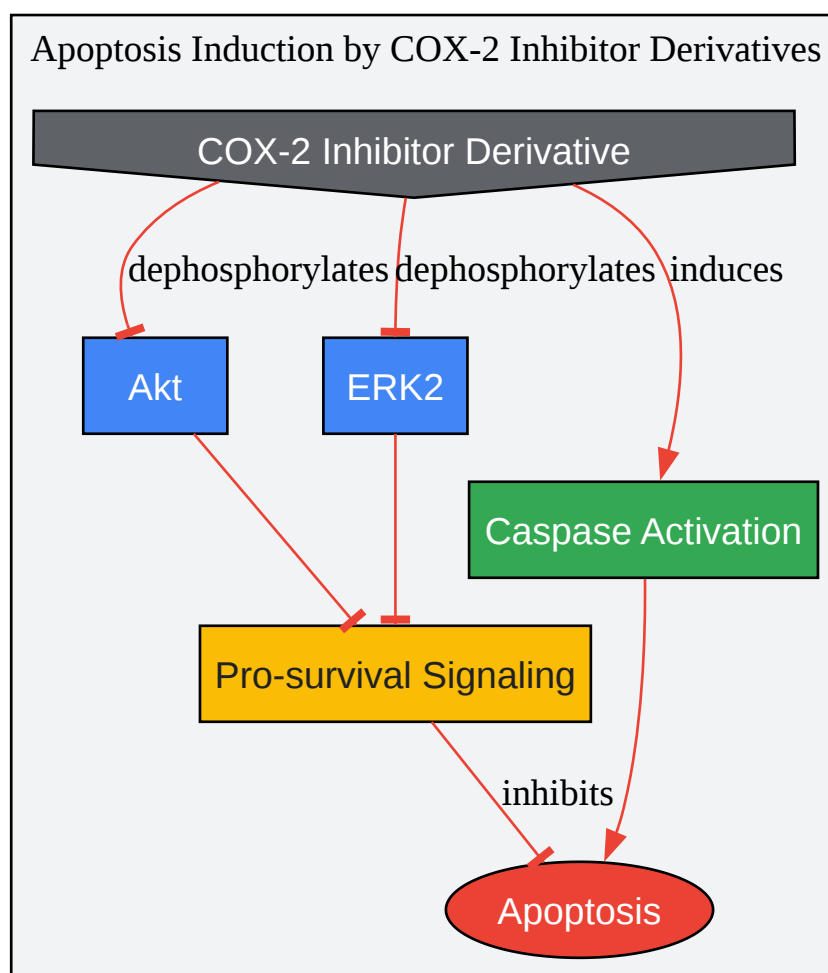 Apoptosis Induction by COX-2 Inhibitor Derivatives
COX-2 Inhibitor Derivative
dephosphorylates
dephosphorylates
induces
Akt
ERK2
Caspase Activation
Pro-survival Signaling
inhibits
Apoptosis